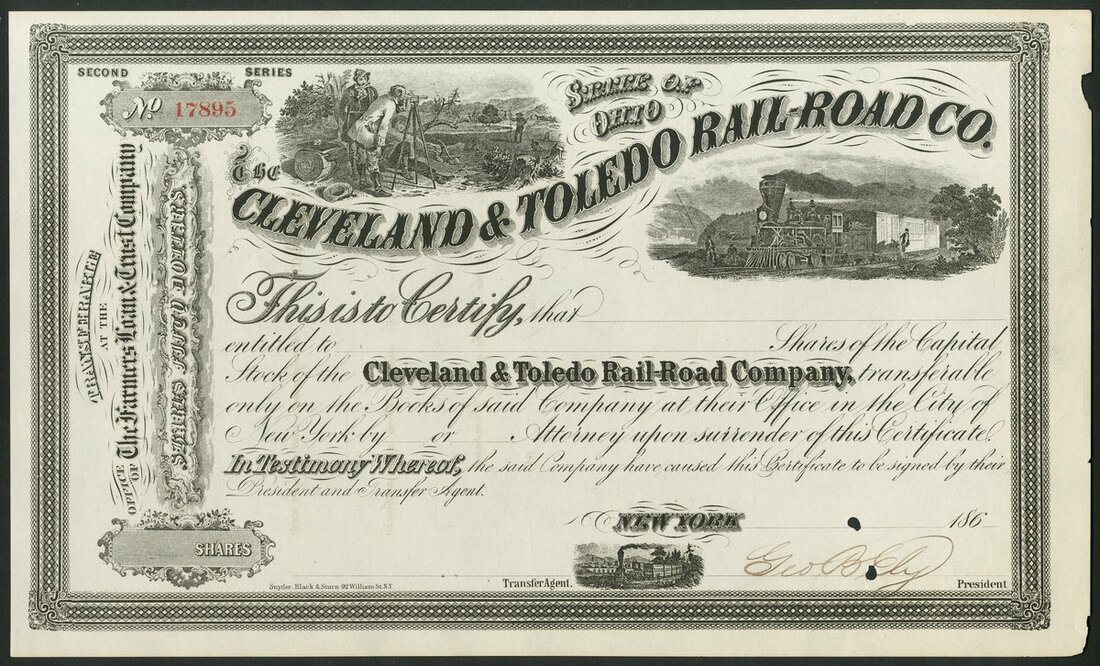 SECOND SERIES
No 17895
STATE OF
OHIO
The
CLEVELAND & TOLEDO RAIL-ROAD CO.
TRANSFERABLE
AT THE
OFFICE OF The Farmers Loan & Trust Company
SHARES FIFTY DOLLARS
This is to Certify, that
entitled to Shares of the Capital
Stock of the Cleveland & Toledo Rail-Road Company, transferable
only on the Books of said Company at their Office in the City of
New York by or Attorney upon surrender of this Certificate.
In Testimony Whereof, the said Company have caused this Certificate to be signed by their
President and Transfer Agent.
NEW YORK 186
SHARES
Geo B. Ely
Snyder, Black & Sturn 92 William St. N.Y.
Transfer Agent.
President